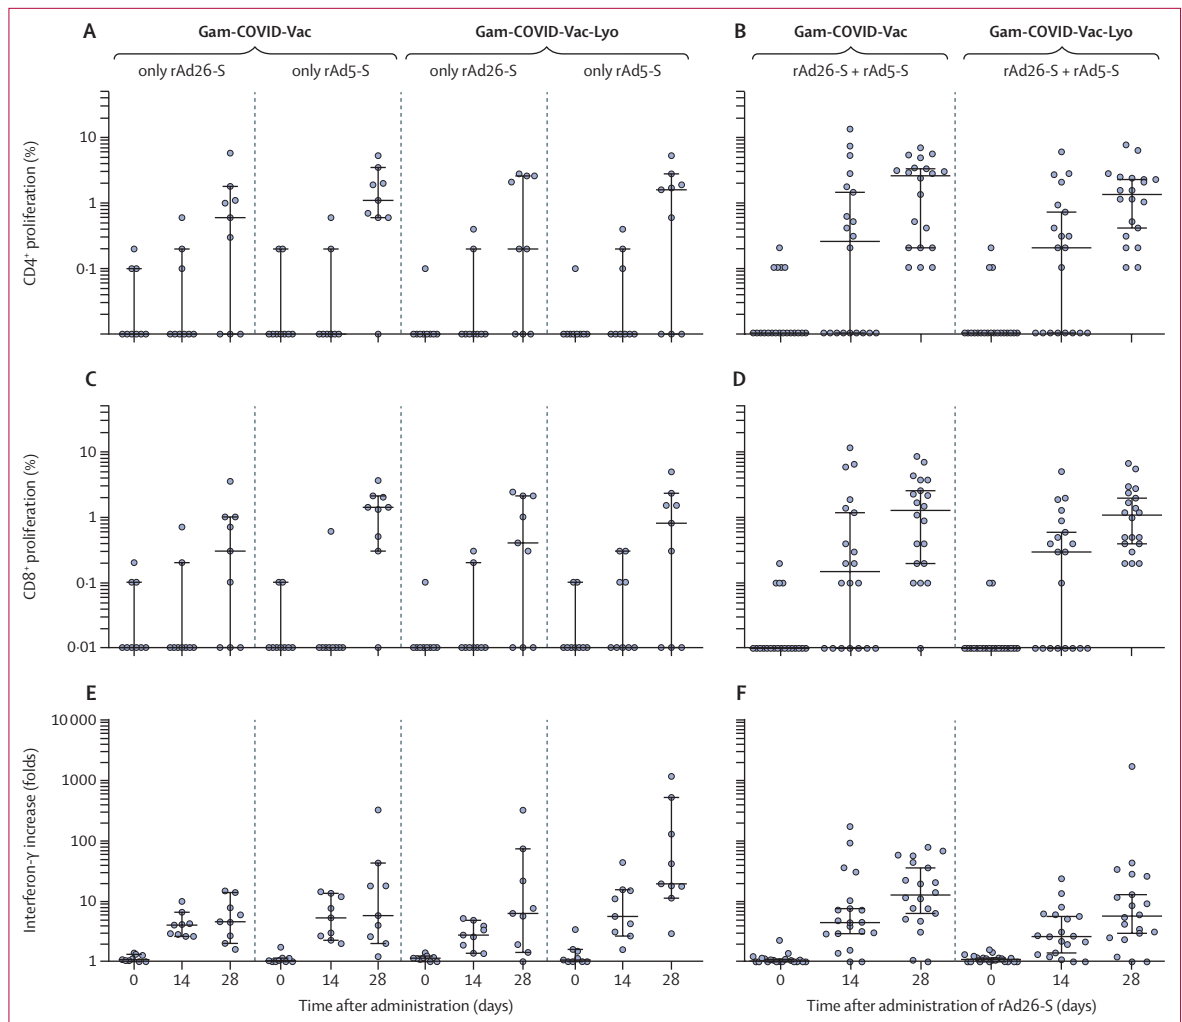 A
Gam-COVID-Vac
Gam-COVID-Vac-Lyo
B
Gam-COVID-Vac
Gam-COVID-Vac-Lyo
only rAd26-S
only rAd5-S
only rAd26-S
only rAd5-S
rAd26-S + rAd5-S
rAd26-S + rAd5-S
CD4+ proliferation (%)
10
1
0·1
C
D
CD8+ proliferation (%)
10
1
0·1
0·01
E
F
Interferon-γ increase (folds)
10 000
1000
100
10
1
0
14
28
0
14
28
0
14
28
0
14
28
0
14
28
0
14
28
Time after administration (days)
Time after administration of rAd26-S (days)